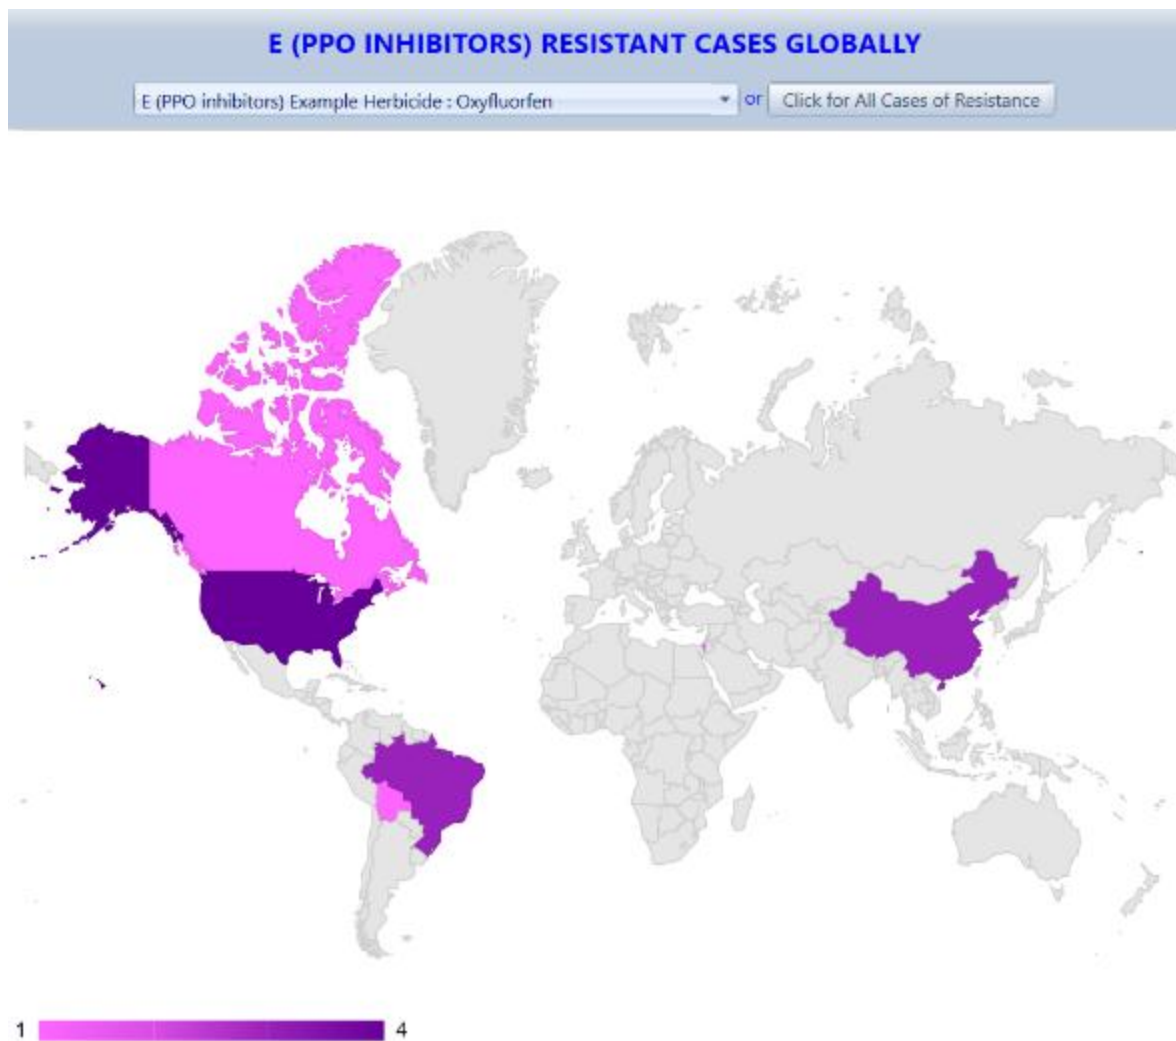 E (PPO INHIBITORS) RESISTANT CASES GLOBALLY
E (PPO inhibitors) Example Herbicide : Oxyfluorfen or Click for All Cases of Resistance
1 4